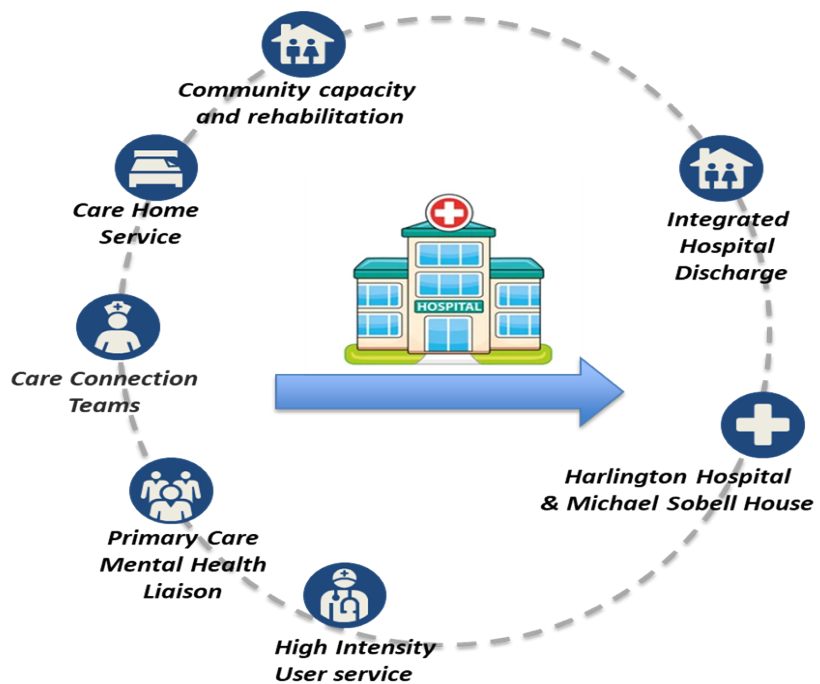 Community capacity
and rehabilitation
Care Home
Service
Integrated
Hospital
Discharge
HOSPITAL
Care Connection
Teams
Harlington Hospital
& Michael Sobell House
Primary Care
Mental Health
Liaison
High Intensity
User service